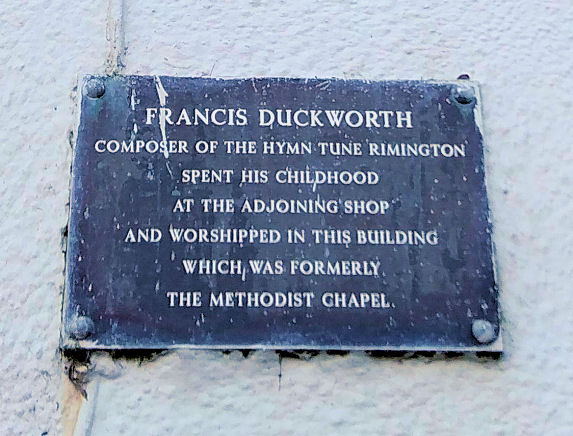 FRANCIS DUCKWORTH
COMPOSER OF THE HYMN TUNE RIMINGTON
SPENT HIS CHILDHOOD
AT THE ADJOINING SHOP
AND WORSHIPPED IN THIS BUILDING
WHICH WAS FORMERLY
THE METHODIST CHAPEL.